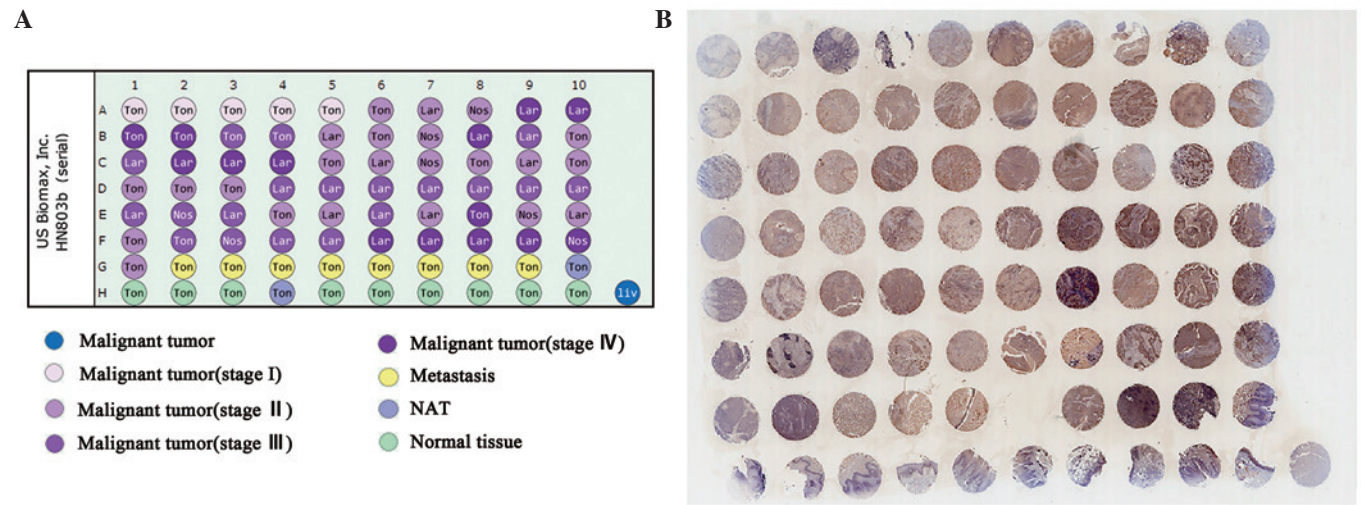 A
B
US Biomax, Inc.
HN803b (serial)
1 2 3 4 5 6 7 8 9 10
A Ton Ton Ton Ton Ton Ton Lar Nos Lar Lar
B Ton Ton Ton Ton Lar Ton Nos Lar Lar Ton
C Lar Lar Lar Lar Ton Lar Nos Ton Lar Ton
D Ton Ton Ton Lar Lar Lar Lar Lar Lar Lar
E Lar Nos Lar Ton Lar Lar Lar Ton Nos Lar
F Ton Ton Nos Lar Lar Lar Lar Lar Lar Nos
G Ton Ton Ton Ton Ton Ton Ton Ton Ton Ton
H Ton Ton Ton Ton Ton Ton Ton Ton Ton Ton liv
Malignant tumor
Malignant tumor(stage Ⅰ)
Malignant tumor(stage Ⅱ)
Malignant tumor(stage Ⅲ)
Malignant tumor(stage Ⅳ)
Metastasis
NAT
Normal tissue